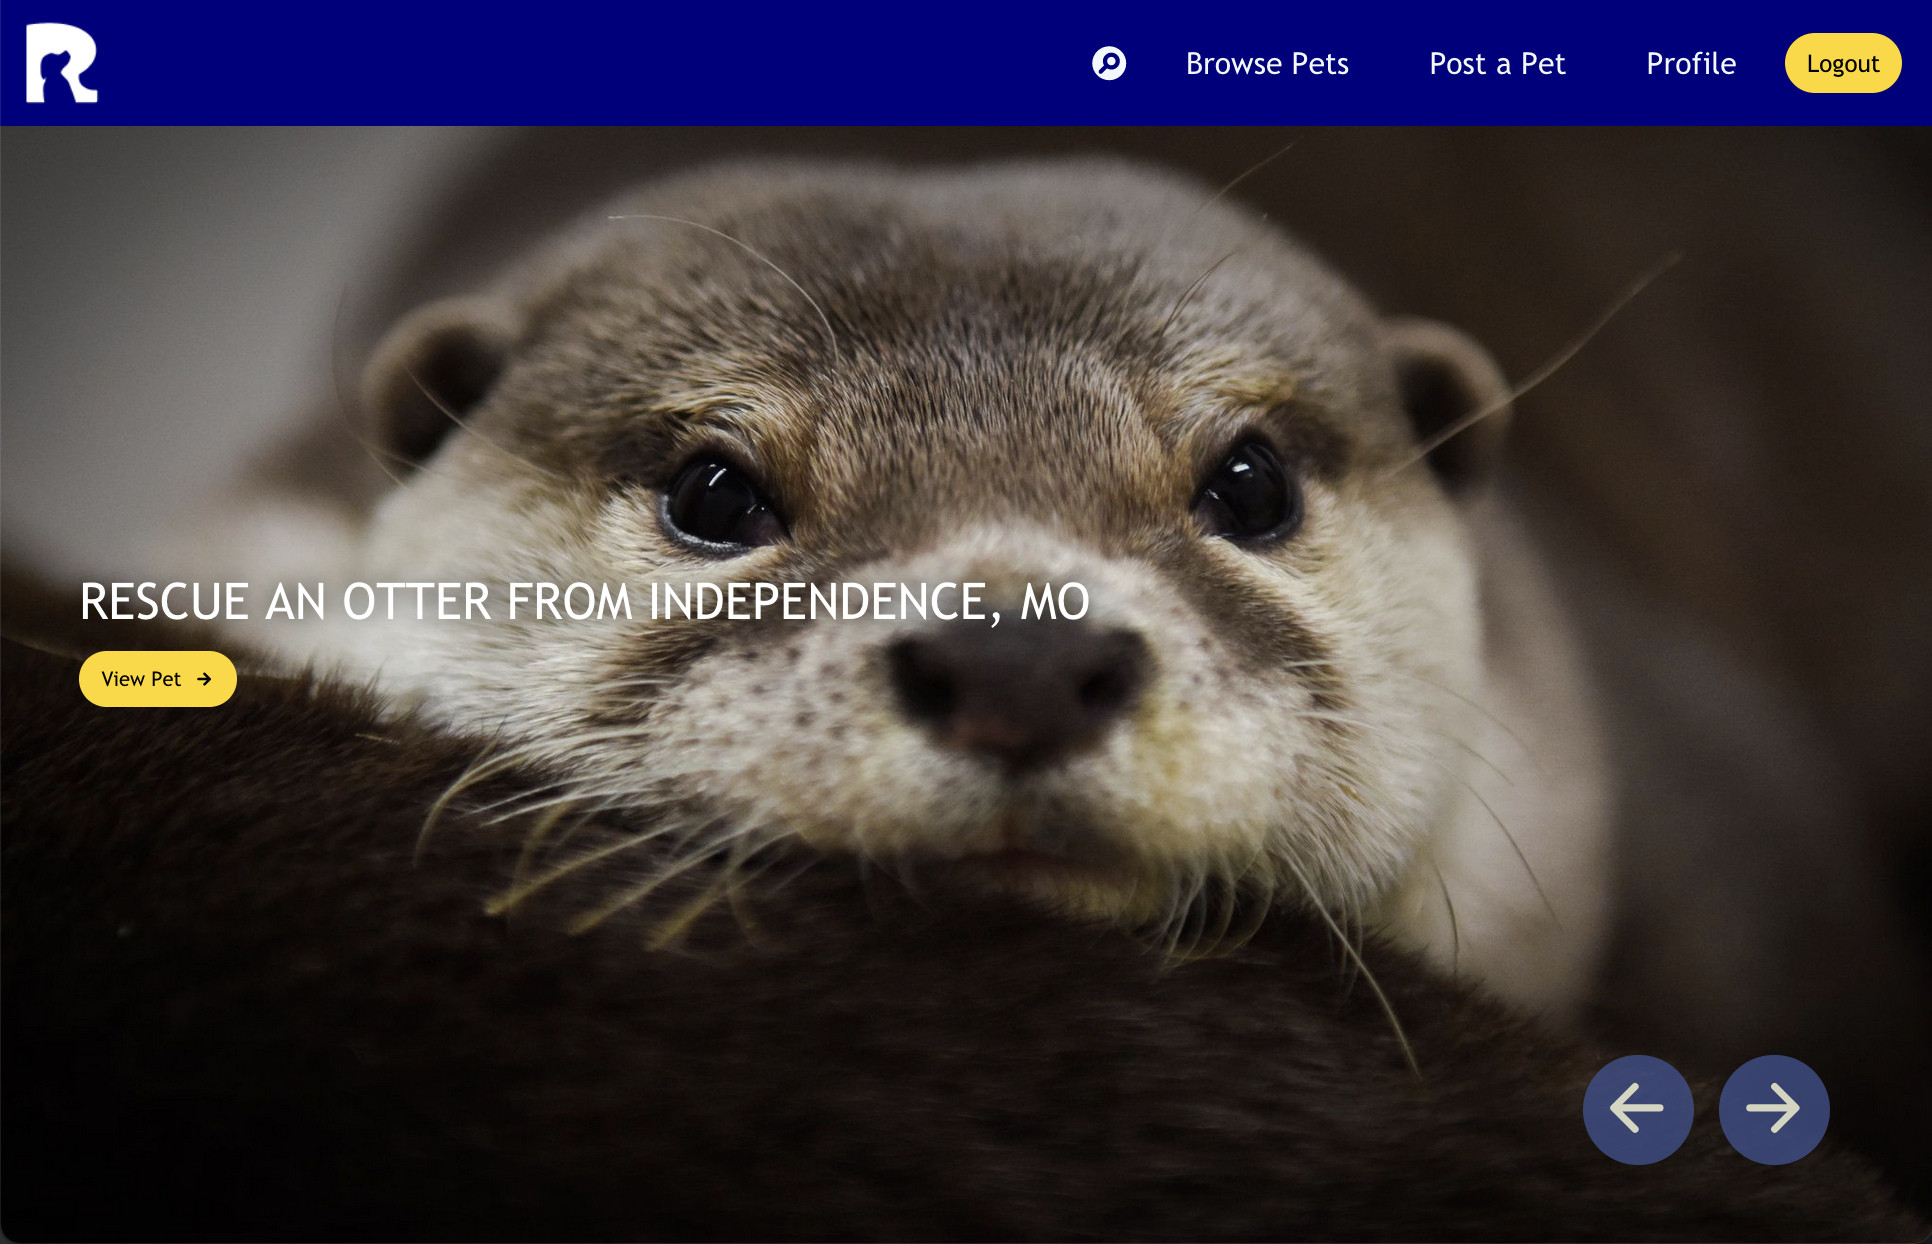 R
Browse Pets
Post a Pet
Profile
Logout
RESCUE AN OTTER FROM INDEPENDENCE, MO
View Pet